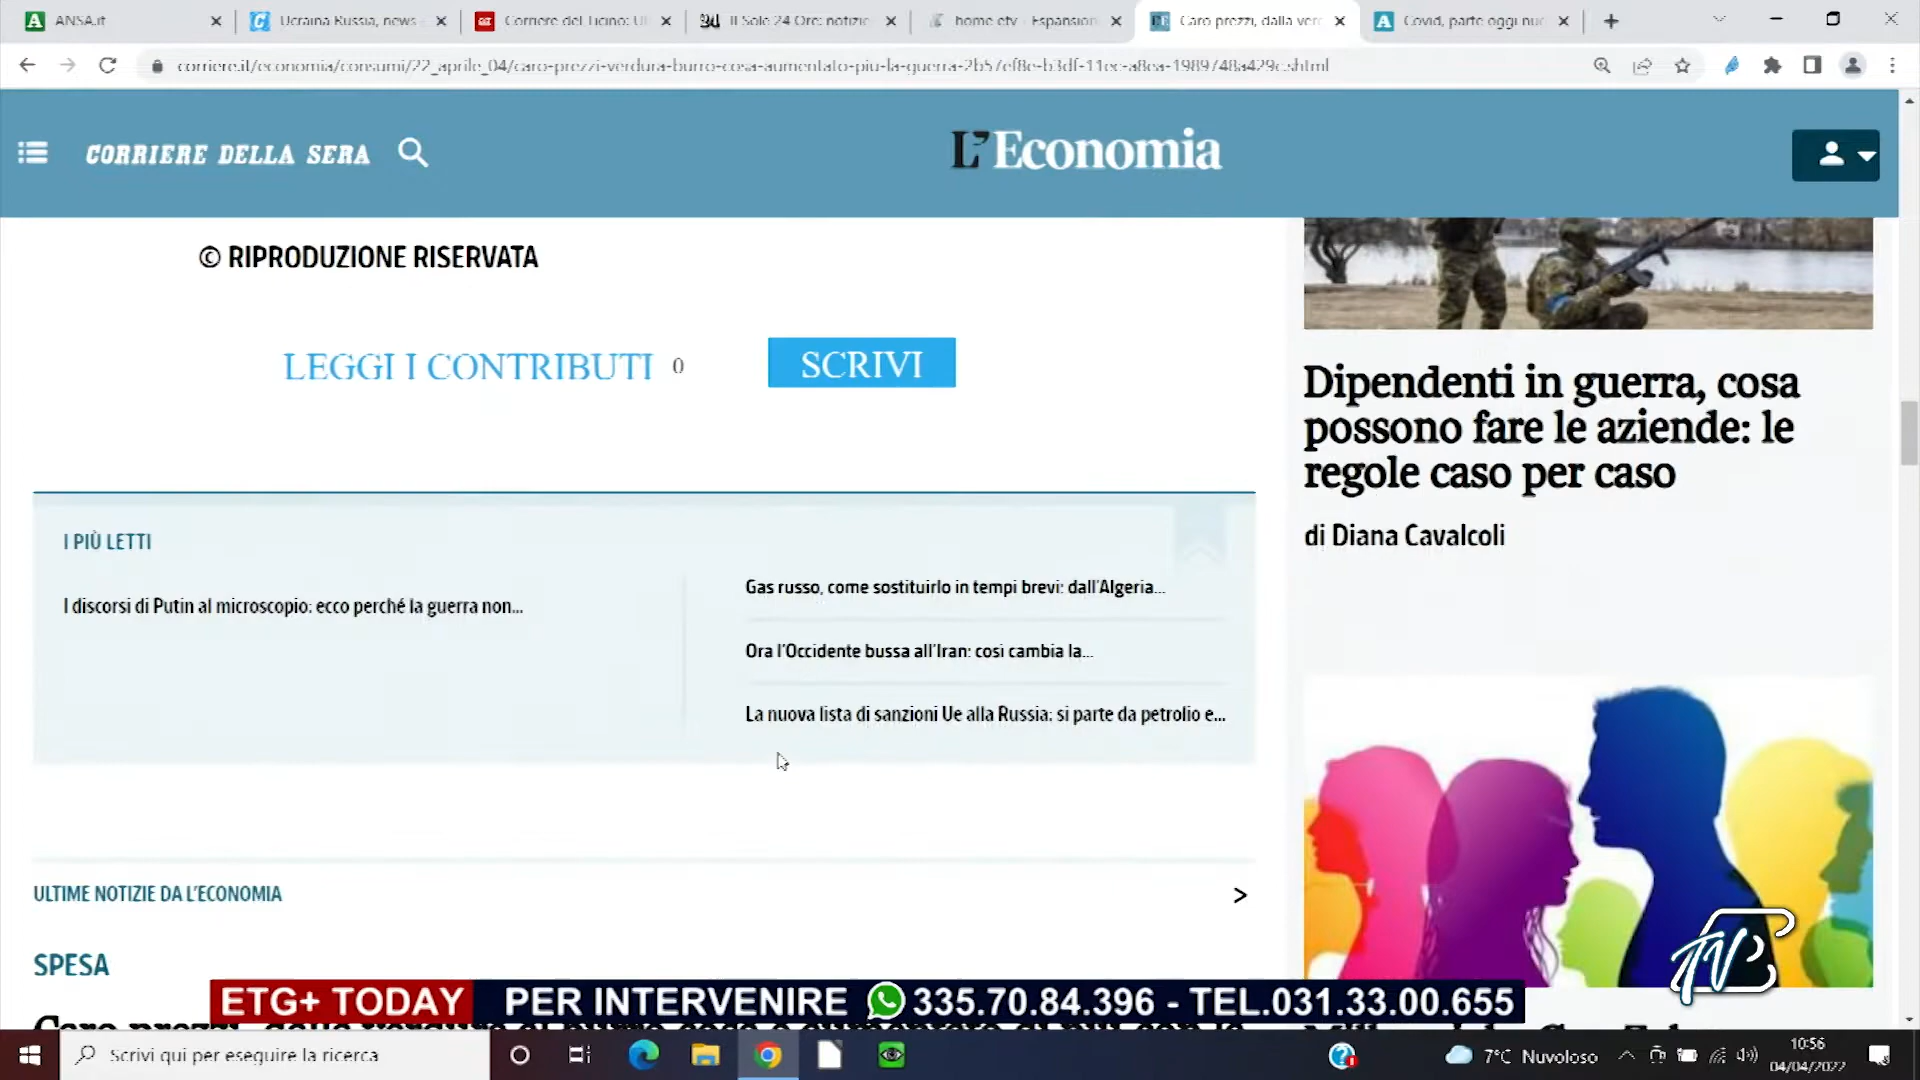 ANSA.it
Ucraina Russia, news
Corriere del Ticino: Ul
Il Sole 24 Ore: notizie
home etv - Espansion
Caro prezzi, dalla ver
Covid, parte oggi nu
corriere.it/economia/consumi/22_aprile_04/caro-prezzi-verdura-burro-cosa-aumentato-piu-la-guerra-2b57ef8e-b3df-11ec-a8ea-1989748a429c.shtml
CORRIERE DELLA SERA
L'Economia
© RIPRODUZIONE RISERVATA
LEGGI I CONTRIBUTI 0
SCRIVI
I PIÙ LETTI
I discorsi di Putin al microscopio: ecco perché la guerra non...
Gas russo, come sostituirlo in tempi brevi: dall'Algeria...
Ora l'Occidente bussa all'Iran: così cambia la...
La nuova lista di sanzioni Ue alla Russia: si parte da petrolio e...
Dipendenti in guerra, cosa
possono fare le aziende: le
regole caso per caso
di Diana Cavalcoli
ULTIME NOTIZIE DA L'ECONOMIA
SPESA
ETG+ TODAY PER INTERVENIRE 335.70.84.396 - TEL.031.33.00.655
Scrivi qui per eseguire la ricerca
7°C Nuvoloso
10:56
04/04/2022